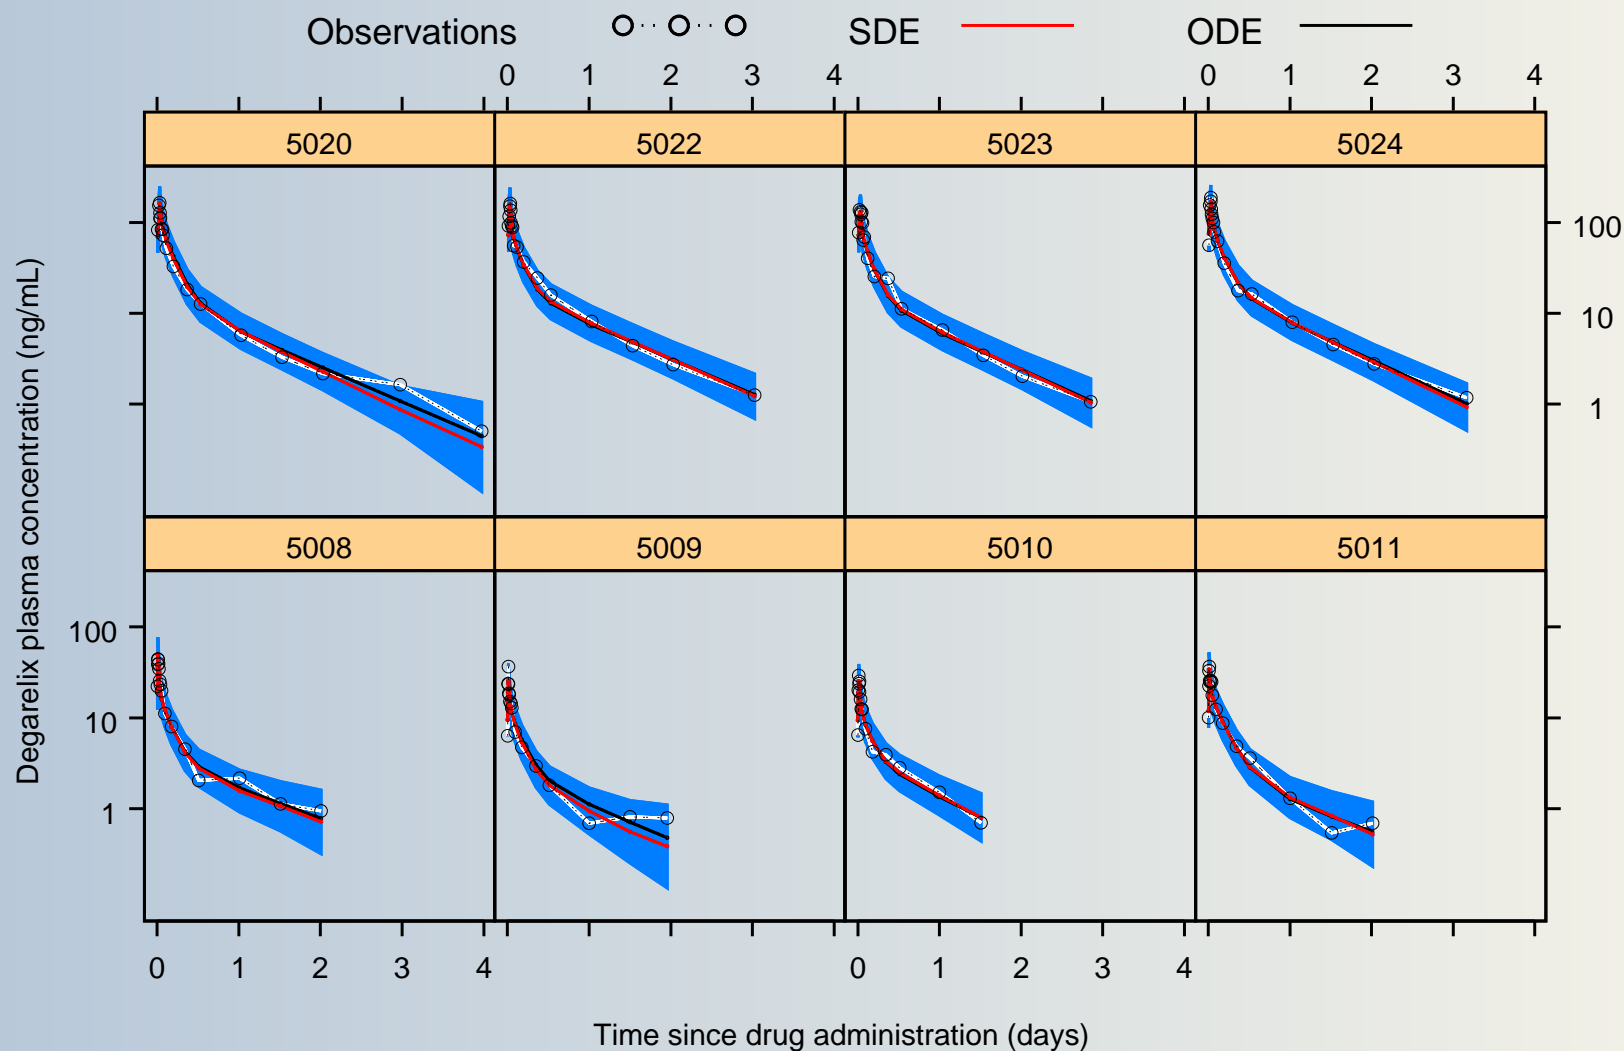 Observations SDE ODE
0 1 2 3 4 0 1 2 3 4
5020 5022 5023 5024
100
10
1
Degarelix plasma concentration (ng/mL)
5008 5009 5010 5011
100
10
1
0 1 2 3 4 0 1 2 3 4
Time since drug administration (days)